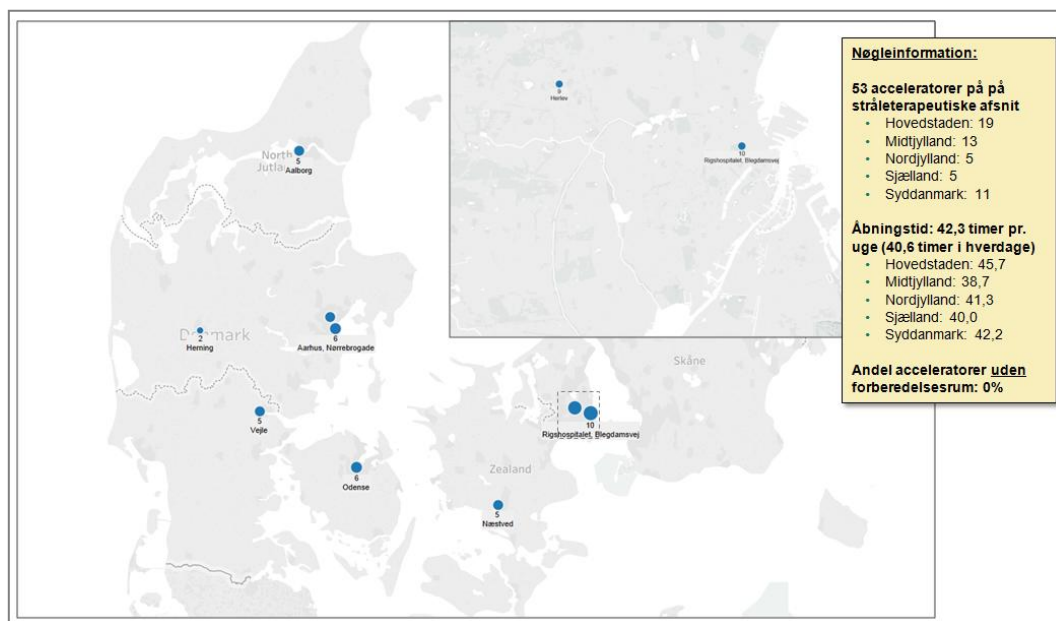 North
Jutland
5
Aalborg
Denmark
2
Herning
6
Aarhus, Nørrebrogade
5
Vejle
6
Odense
Zealand
5
Næstved
10
Rigshospitalet, Blegdamsvej
Skåne
9
Herlev
10
Rigshospitalet, Blegdamsvej
Nøgleinformation:
53 acceleratorer på på
stråleterapeutiske afsnit
• Hovedstaden: 19
• Midtjylland: 13
• Nordjylland: 5
• Sjælland: 5
• Syddanmark: 11
Åbningstid: 42,3 timer pr.
uge (40,6 timer i hverdage)
• Hovedstaden: 45,7
• Midtjylland: 38,7
• Nordjylland: 41,3
• Sjælland: 40,0
• Syddanmark: 42,2
Andel acceleratorer uden
forberedelsesrum: 0%